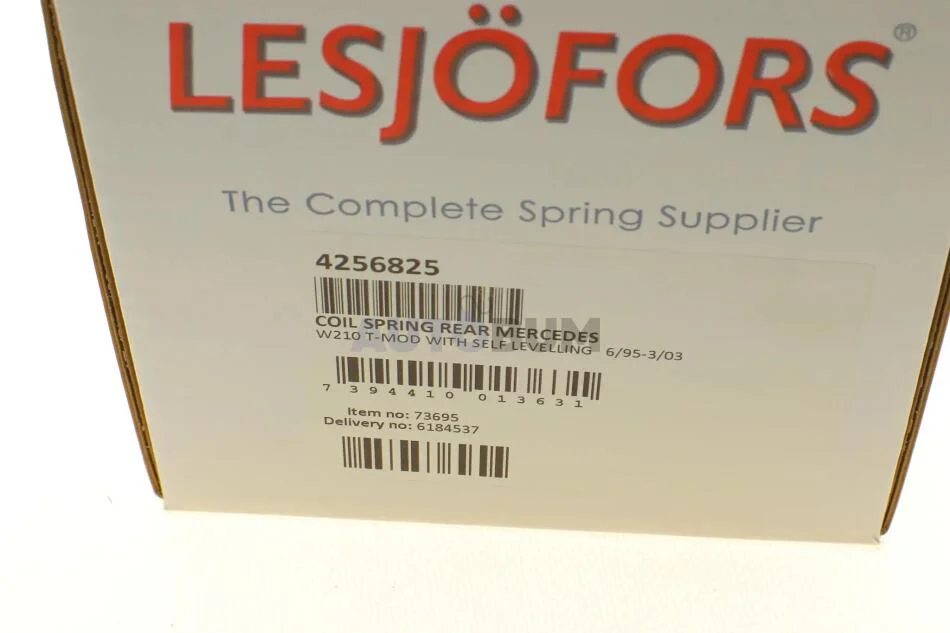 LESJÖFORS®
The Complete Spring Supplier
4256825
COIL SPRING REAR MERCEDES
AUTODUM
W210 T-MOD WITH SELF LEVELLING 6/95-3/03
7 394410 013631
Item no: 73695
Delivery no: 6184537